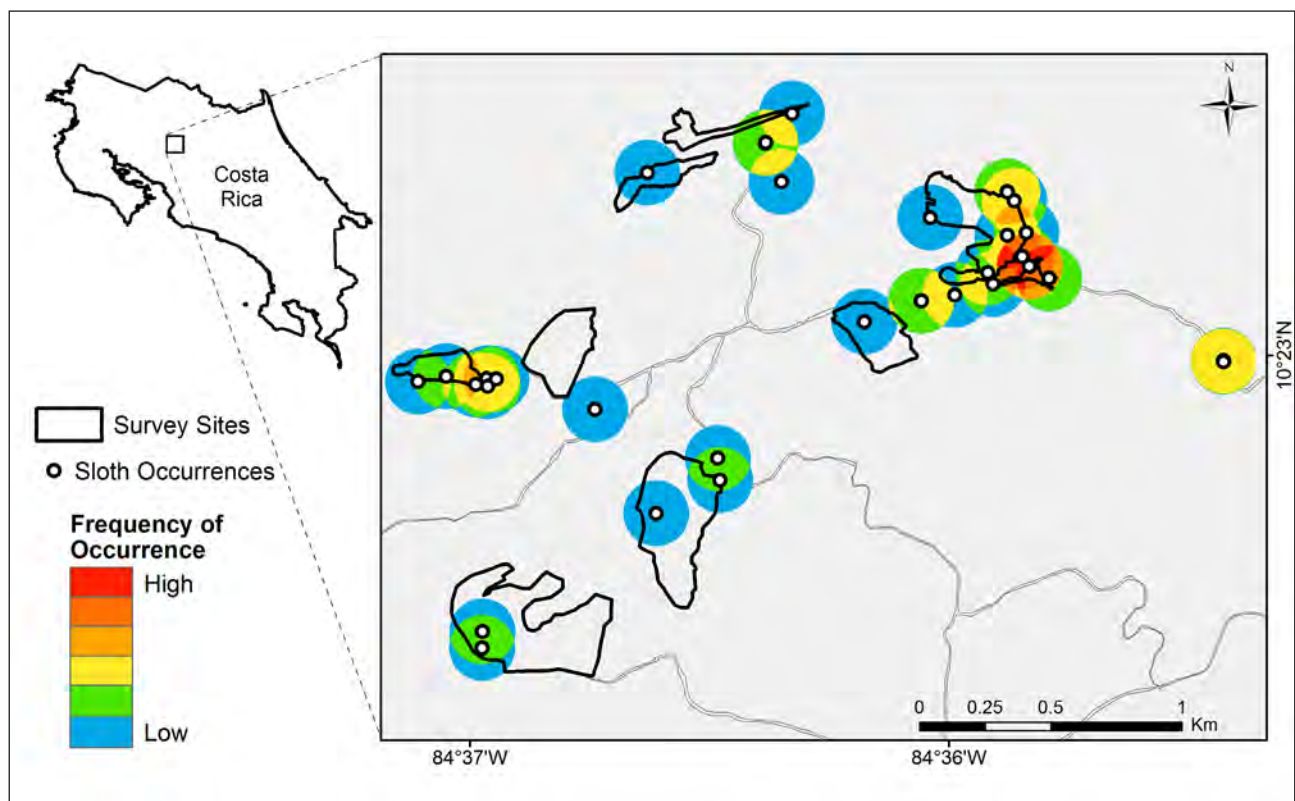 N
Costa
Rica
10°23'N
Survey Sites
Sloth Occurrences
Frequency of
Occurrence
High
Low
0 0.25 0.5 1
Km
84°37'W 84°36'W